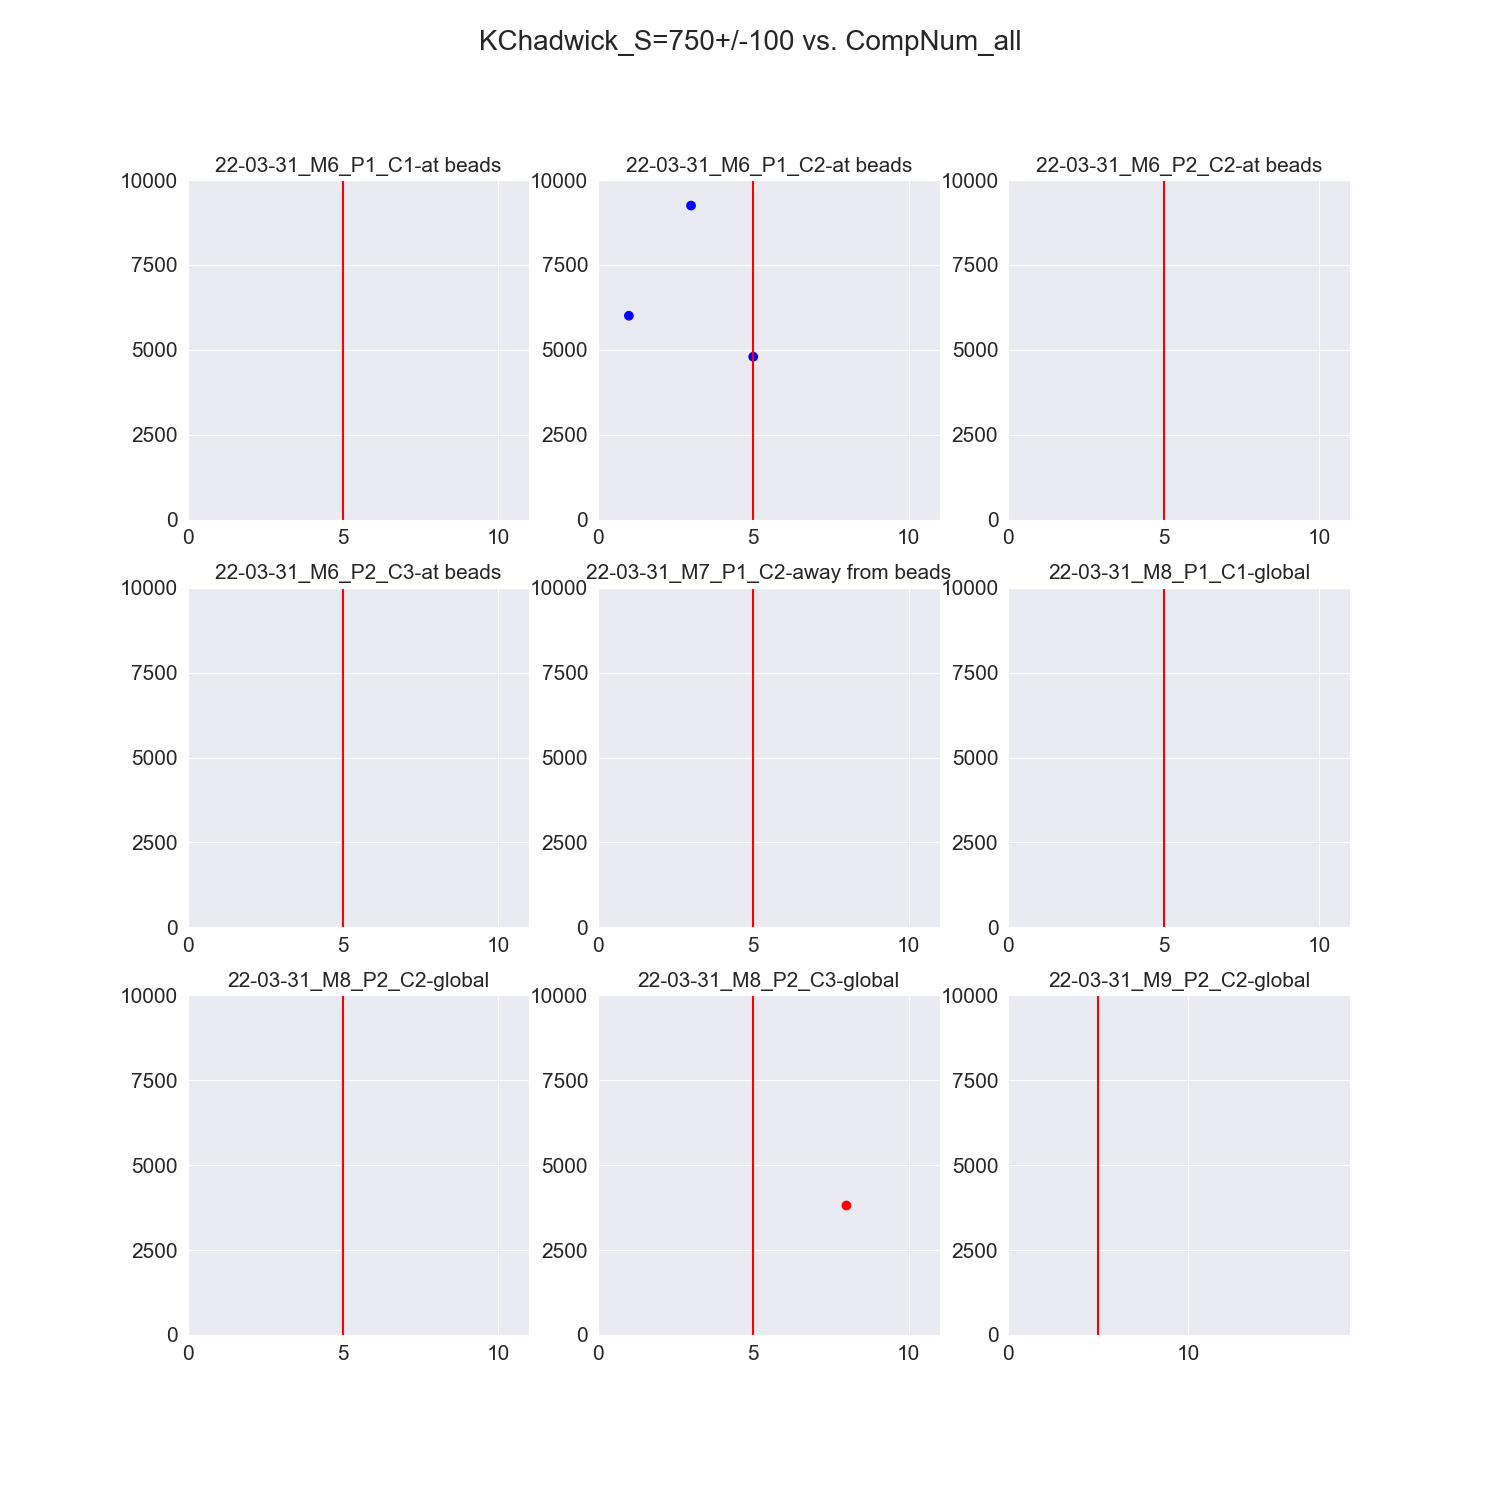 KChadwick_S=750+/-100 vs. CompNum_all
22-03-31_M6_P1_C1-at beads
10000
7500
5000
2500
0
0 5 10
22-03-31_M6_P1_C2-at beads
10000
7500
5000
2500
0
0 5 10
22-03-31_M6_P2_C2-at beads
10000
7500
5000
2500
0
0 5 10
22-03-31_M6_P2_C3-at beads
10000
7500
5000
2500
0
0 5 10
22-03-31_M7_P1_C2-away from beads
10000
7500
5000
2500
0
0 5 10
22-03-31_M8_P1_C1-global
10000
7500
5000
2500
0
0 5 10
22-03-31_M8_P2_C2-global
10000
7500
5000
2500
0
0 5 10
22-03-31_M8_P2_C3-global
10000
7500
5000
2500
0
0 5 10
22-03-31_M9_P2_C2-global
10000
7500
5000
2500
0
0 10